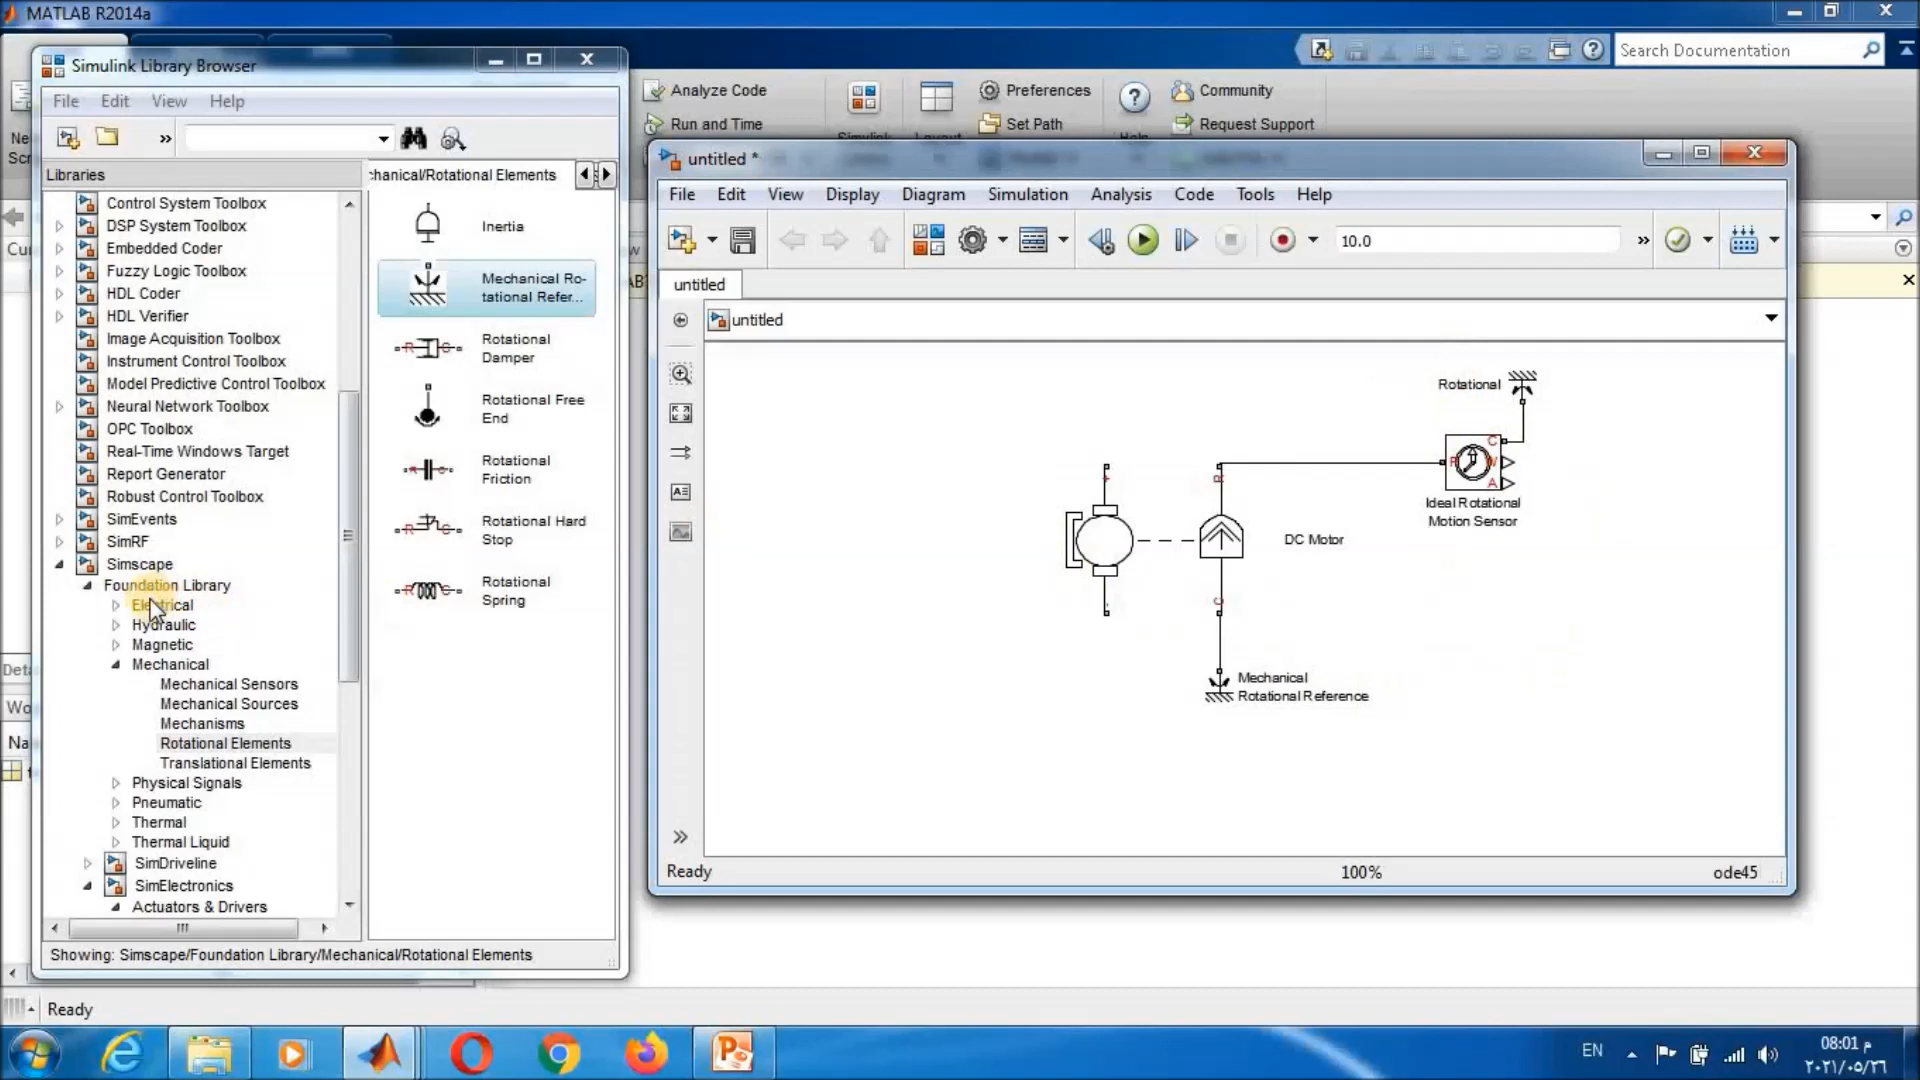 MATLAB R2014a
Search Documentation
Analyze Code
Preferences
Community
Run and Time
Set Path
Request Support
Simulink Library Browser
File Edit View Help
Libraries
chanical/Rotational Elements
Control System Toolbox
DSP System Toolbox
Embedded Coder
Fuzzy Logic Toolbox
HDL Coder
HDL Verifier
Image Acquisition Toolbox
Instrument Control Toolbox
Model Predictive Control Toolbox
Neural Network Toolbox
OPC Toolbox
Real-Time Windows Target
Report Generator
Robust Control Toolbox
SimEvents
SimRF
Simscape
Foundation Library
Electrical
Hydraulic
Magnetic
Mechanical
Mechanical Sensors
Mechanical Sources
Mechanisms
Rotational Elements
Translational Elements
Physical Signals
Pneumatic
Thermal
Thermal Liquid
SimDriveline
SimElectronics
Actuators & Drivers
Inertia
Mechanical Ro-
tational Refer...
Rotational
Damper
Rotational Free
End
Rotational
Friction
Rotational Hard
Stop
Rotational
Spring
Showing: Simscape/Foundation Library/Mechanical/Rotational Elements
untitled *
File Edit View Display Diagram Simulation Analysis Code Tools Help
10.0
untitled
untitled
Rotational
C
R W
A
Ideal Rotational
Motion Sensor
+
R
DC Motor
C
Mechanical
Rotational Reference
Ready
100%
ode45
Ready
EN
08:01 م
٢٠٢١/٠٥/٢٦